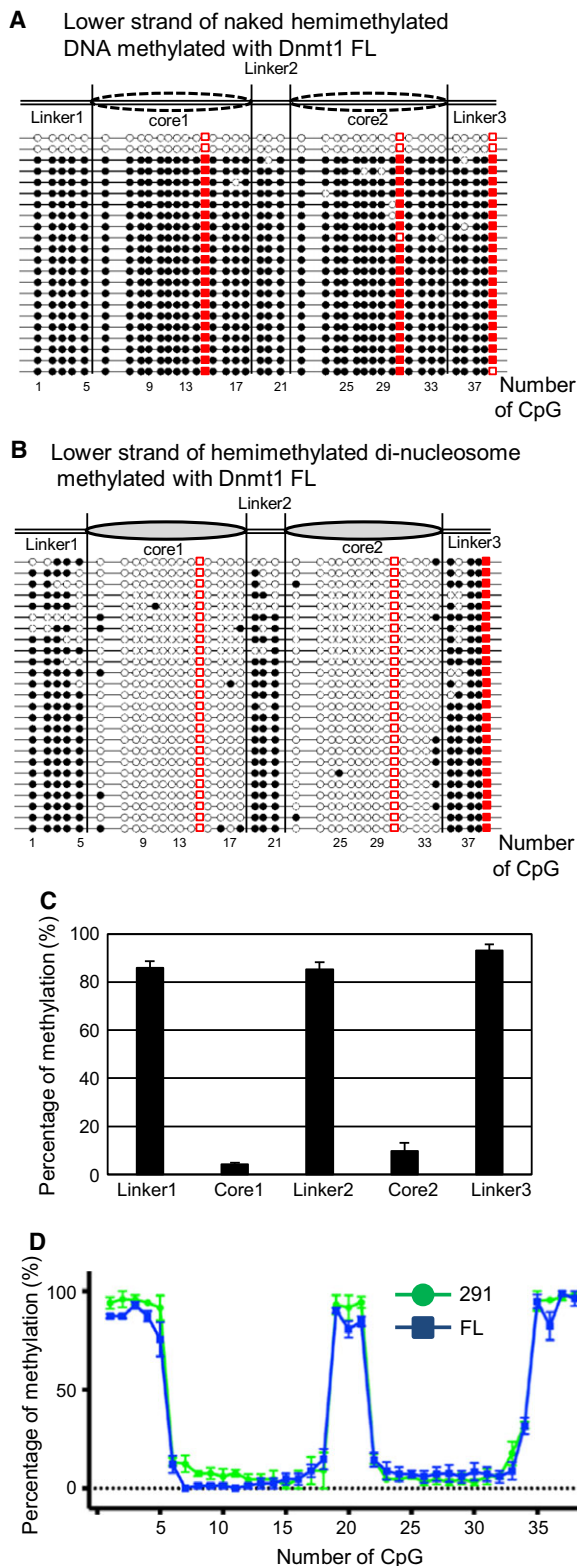 A Lower strand of naked hemimethylated
DNA methylated with Dnmt1 FL
Linker2
Linker1 core1 core2 Linker3
1 5 9 13 17 21 25 29 33 37 Number
of CpG
B Lower strand of hemimethylated di-nucleosome
methylated with Dnmt1 FL
Linker2
Linker1 core1 core2 Linker3
1 5 9 13 17 21 25 29 33 37 Number
of CpG
C
Percentage of methylation (%)
100
80
60
40
20
0
Linker1 Core1 Linker2 Core2 Linker3
D
Percentage of methylation (%)
100
50
0
291
FL
5 10 15 20 25 30 35
Number of CpG